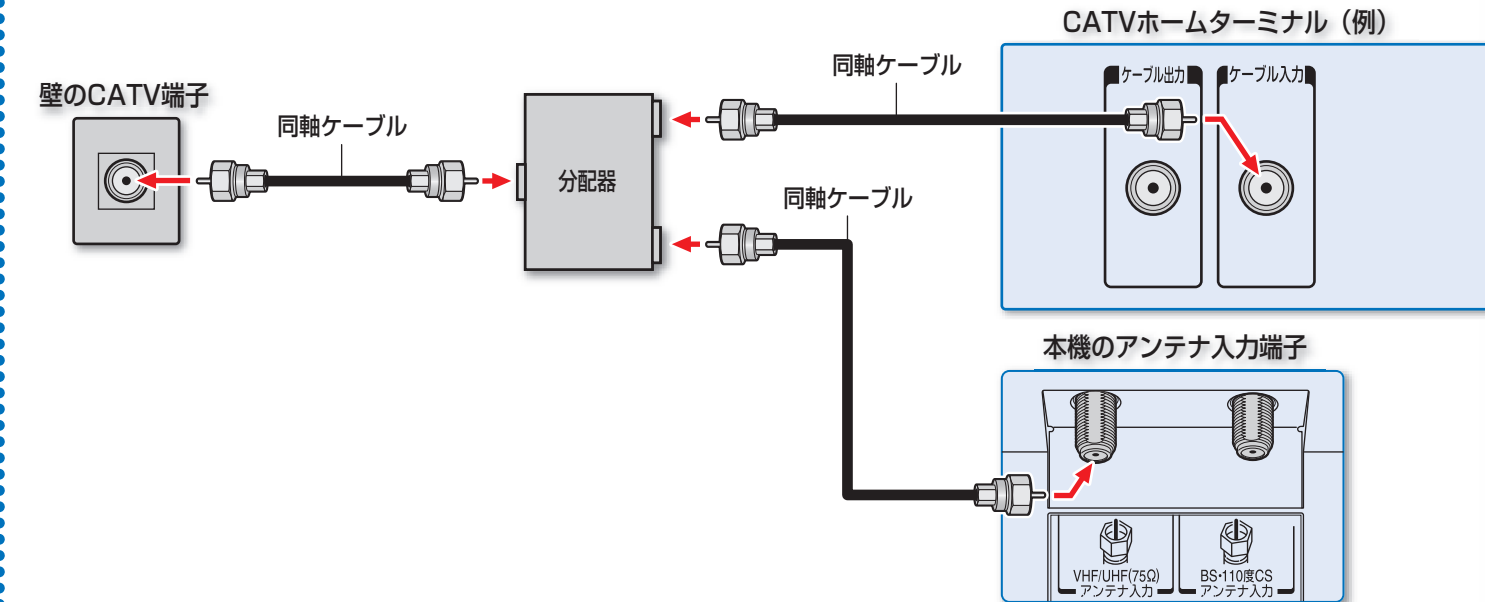 CATVホームターミナル（例）
壁のCATV端子
同軸ケーブル
分配器
同軸ケーブル
同軸ケーブル
ケーブル出力
ケーブル入力
本機のアンテナ入力端子
VHF/UHF(75Ω)
アンテナ入力
BS・110度CS
アンテナ入力